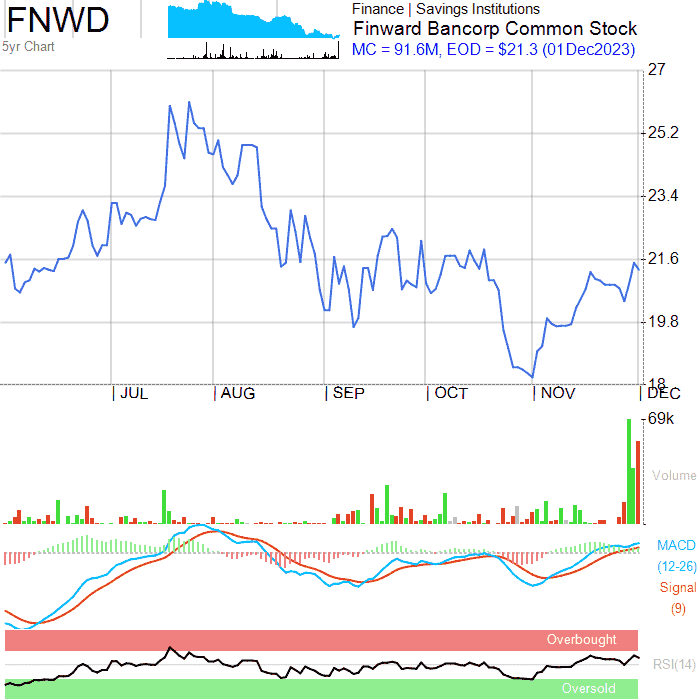 FNWD
5yr Chart
Finance | Savings Institutions
Finward Bancorp Common Stock
MC = 91.6M, EOD = $21.3 (01Dec2023)
27
25.2
23.4
21.6
19.8
18
JUL
AUG
SEP
OCT
NOV
DEC
69k
Volume
MACD
(12-26)
Signal
(9)
Overbought
RSI(14)
Oversold